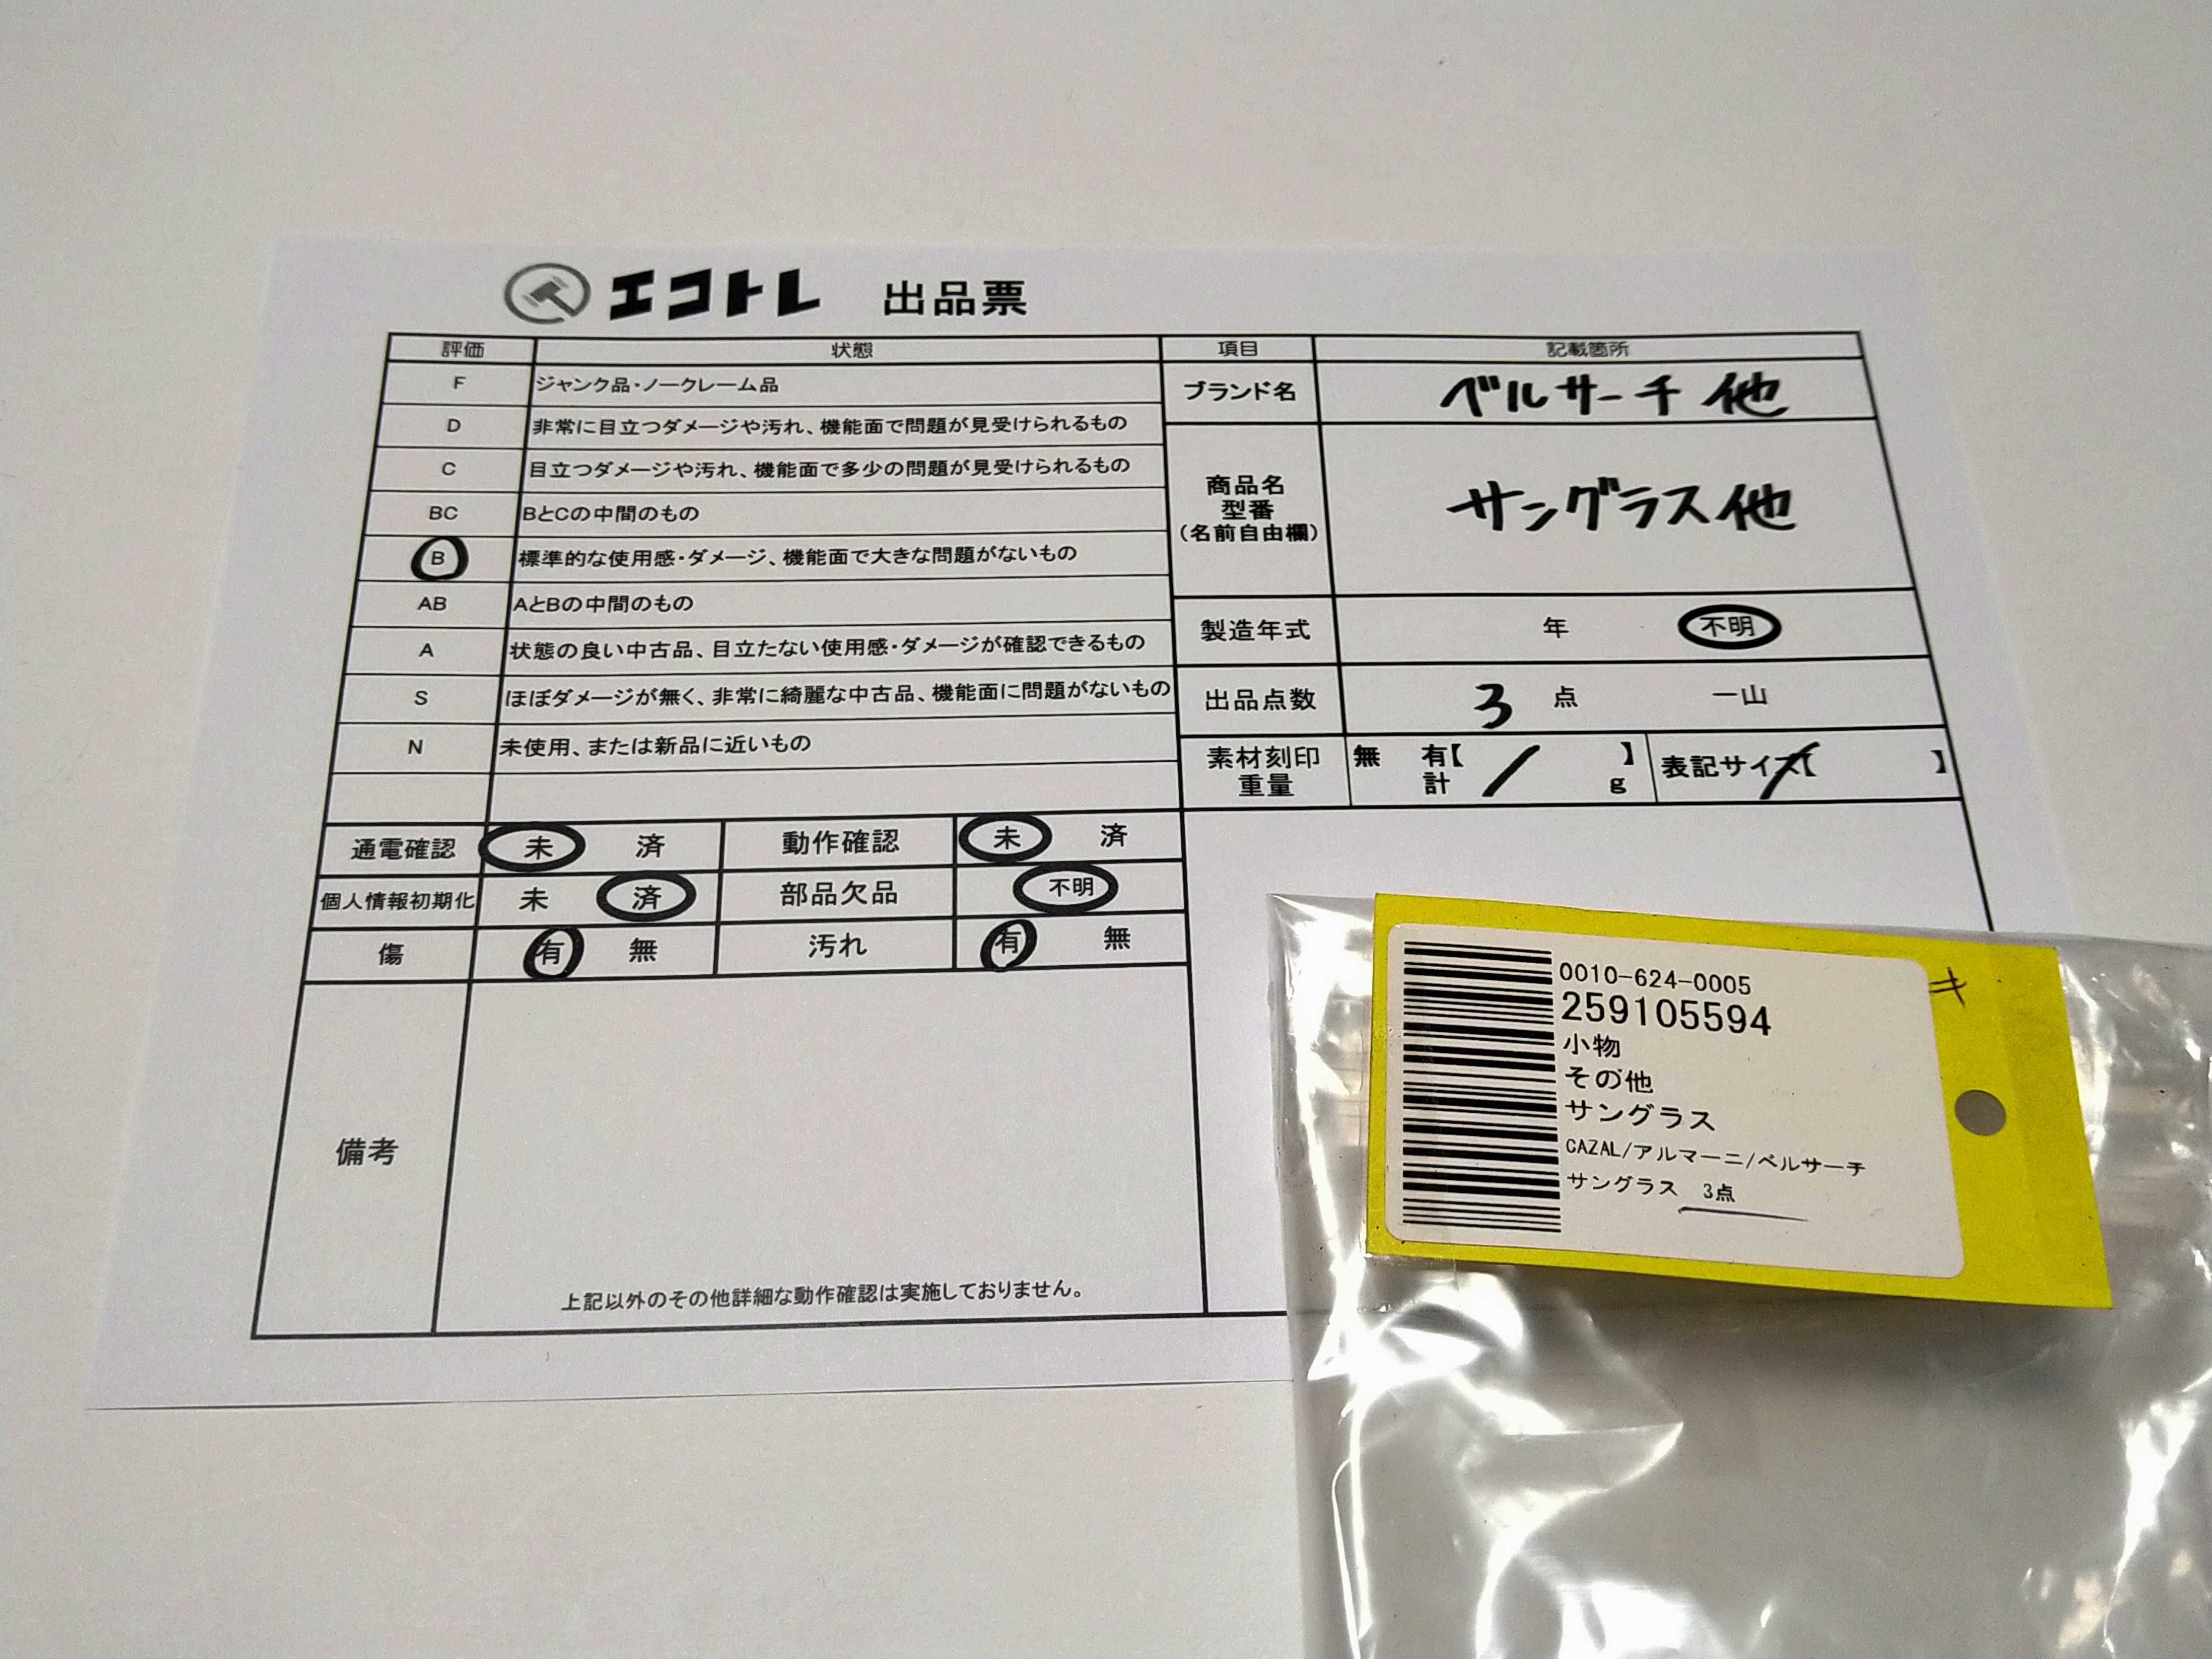 エコトレ 出品票
評価 状態 項目 記載箇所
F ジャンク品・ノークレーム品
D 非常に目立つダメージや汚れ、機能面で問題が見受けられるもの
C 目立つダメージや汚れ、機能面で多少の問題が見受けられるもの
BC BとCの中間のもの
B 標準的な使用感・ダメージ、機能面で大きな問題がないもの
AB AとBの中間のもの
A 状態の良い中古品、目立たない使用感・ダメージが確認できるもの
S ほぼダメージが無く、非常に綺麗な中古品、機能面に問題がないもの
N 未使用、または新品に近いもの
ブランド名 ベルサーチ 他
商品名
型番
(名前自由欄)
サングラス他
製造年式 年 不明
出品点数 3 点 一山
素材刻印 無 有【 】
重量 計 g
表記サイズ【 】
通電確認 未 済 動作確認 未 済
個人情報初期化 未 済 部品欠品 不明
傷 有 無 汚れ 有 無
備考
上記以外のその他詳細な動作確認は実施しておりません。
0010-624-0005
259105594
小物
その他
サングラス
CAZAL/アルマーニ/ベルサーチ
サングラス 3点
キ